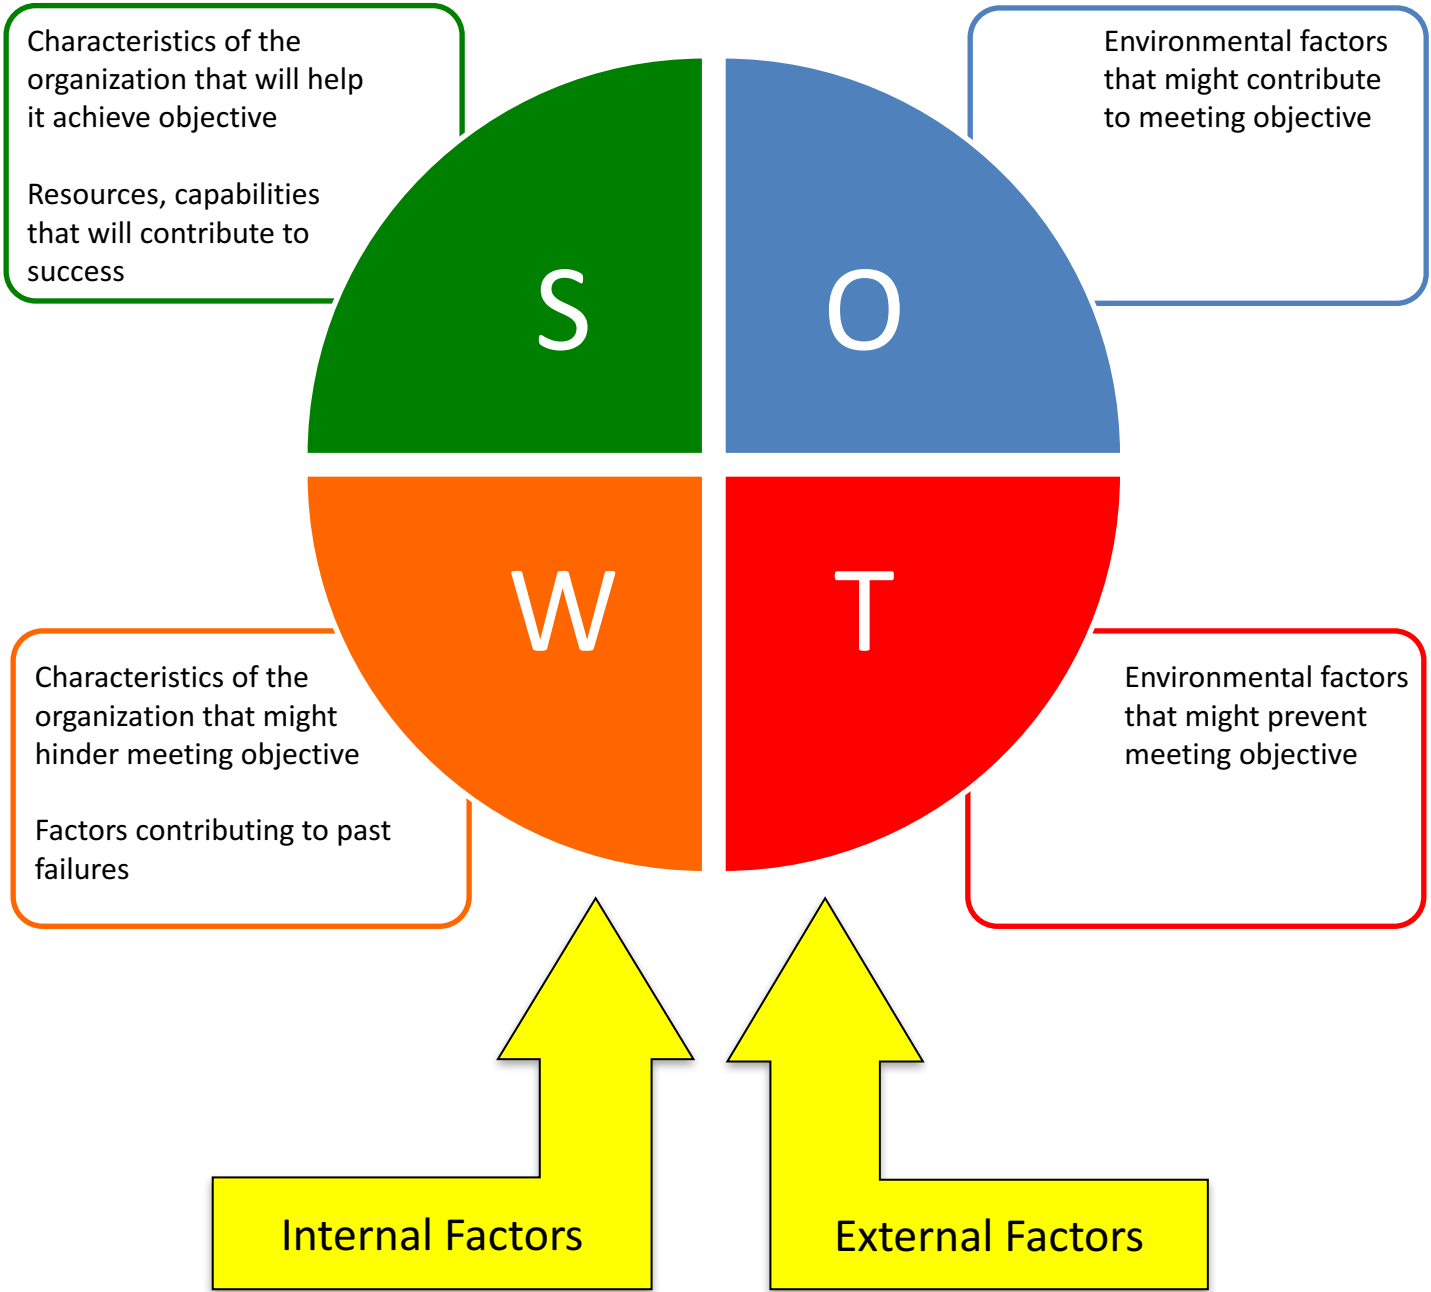 Characteristics of the
organization that will help
it achieve objective
Resources, capabilities
that will contribute to
success
Environmental factors
that might contribute
to meeting objective
S
O
W
T
Characteristics of the
organization that might
hinder meeting objective
Factors contributing to past
failures
Environmental factors
that might prevent
meeting objective
Internal Factors
External Factors